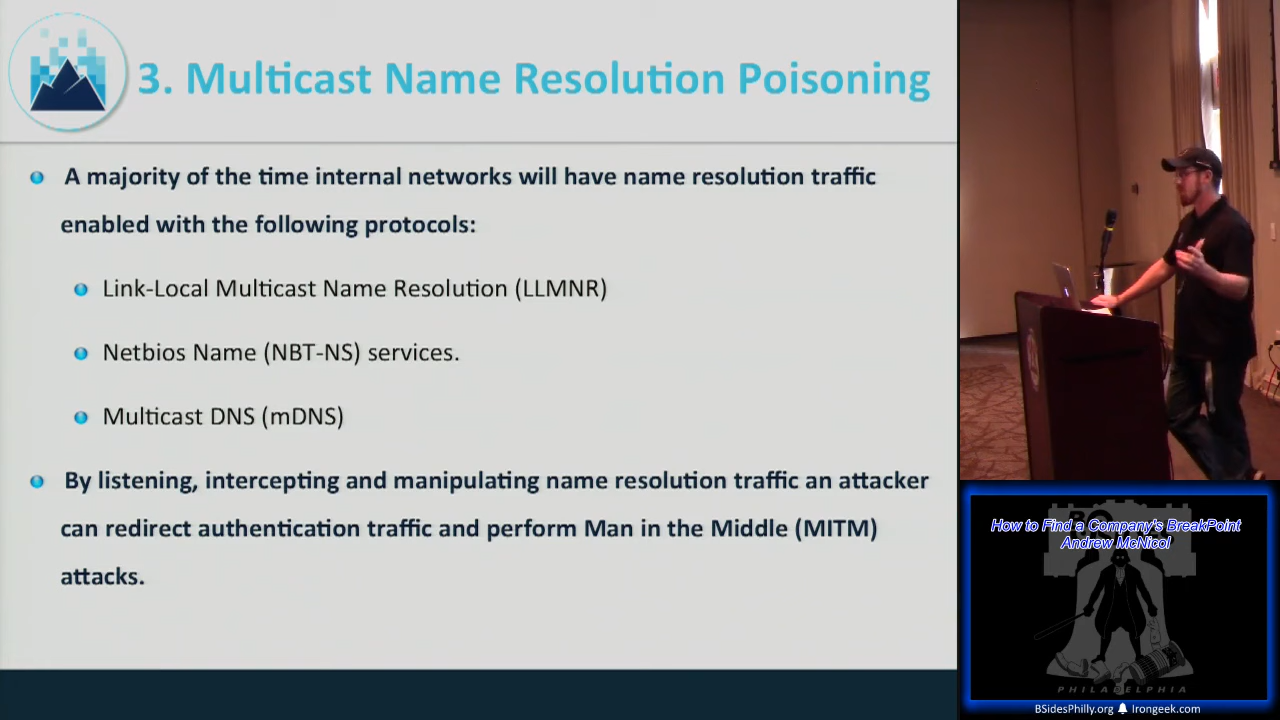 3. Multicast Name Resolution Poisoning
A majority of the time internal networks will have name resolution traffic
enabled with the following protocols:
Link-Local Multicast Name Resolution (LLMNR)
Netbios Name (NBT-NS) services.
Multicast DNS (mDNS)
By listening, intercepting and manipulating name resolution traffic an attacker
can redirect authentication traffic and perform Man in the Middle (MITM)
attacks.
How to Find a Company's BreakPoint
Andrew McNicol
PHILADELPHIA
BSidesPhilly.org Irongeek.com